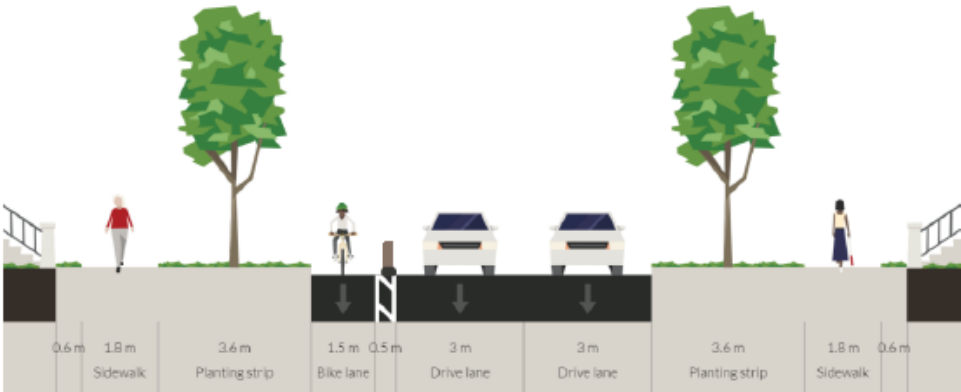 0.6 m 1.8 m 3.6 m 1.5 m 0.5 m 3 m 3 m 3.6 m 1.8 m 0.6 m
Sidewalk Planting strip Bike lane Drive lane Drive lane Planting strip Sidewalk